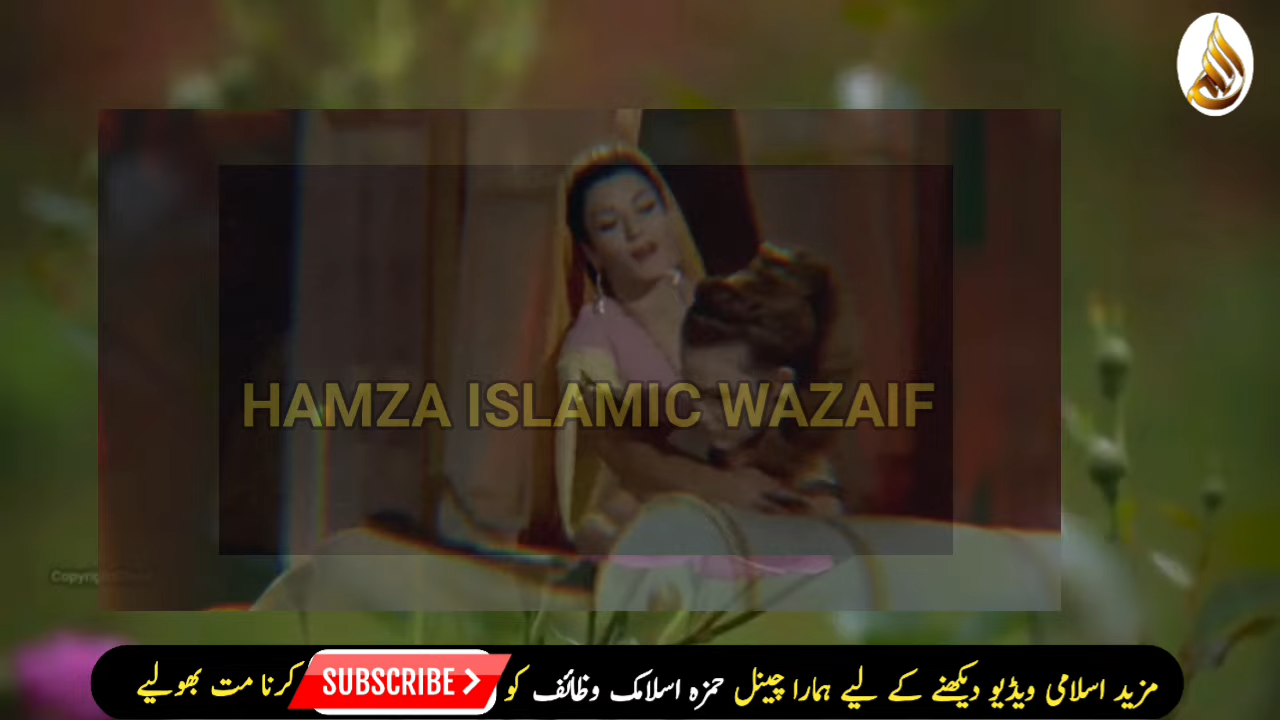 HAMZA ISLAMIC WAZAIF
مزید اسلامی ویڈیو دیکھنے کے لیے ہمارا چینل حمزہ اسلامک وظائف کو SUBSCRIBE کرنا مت بھولیے